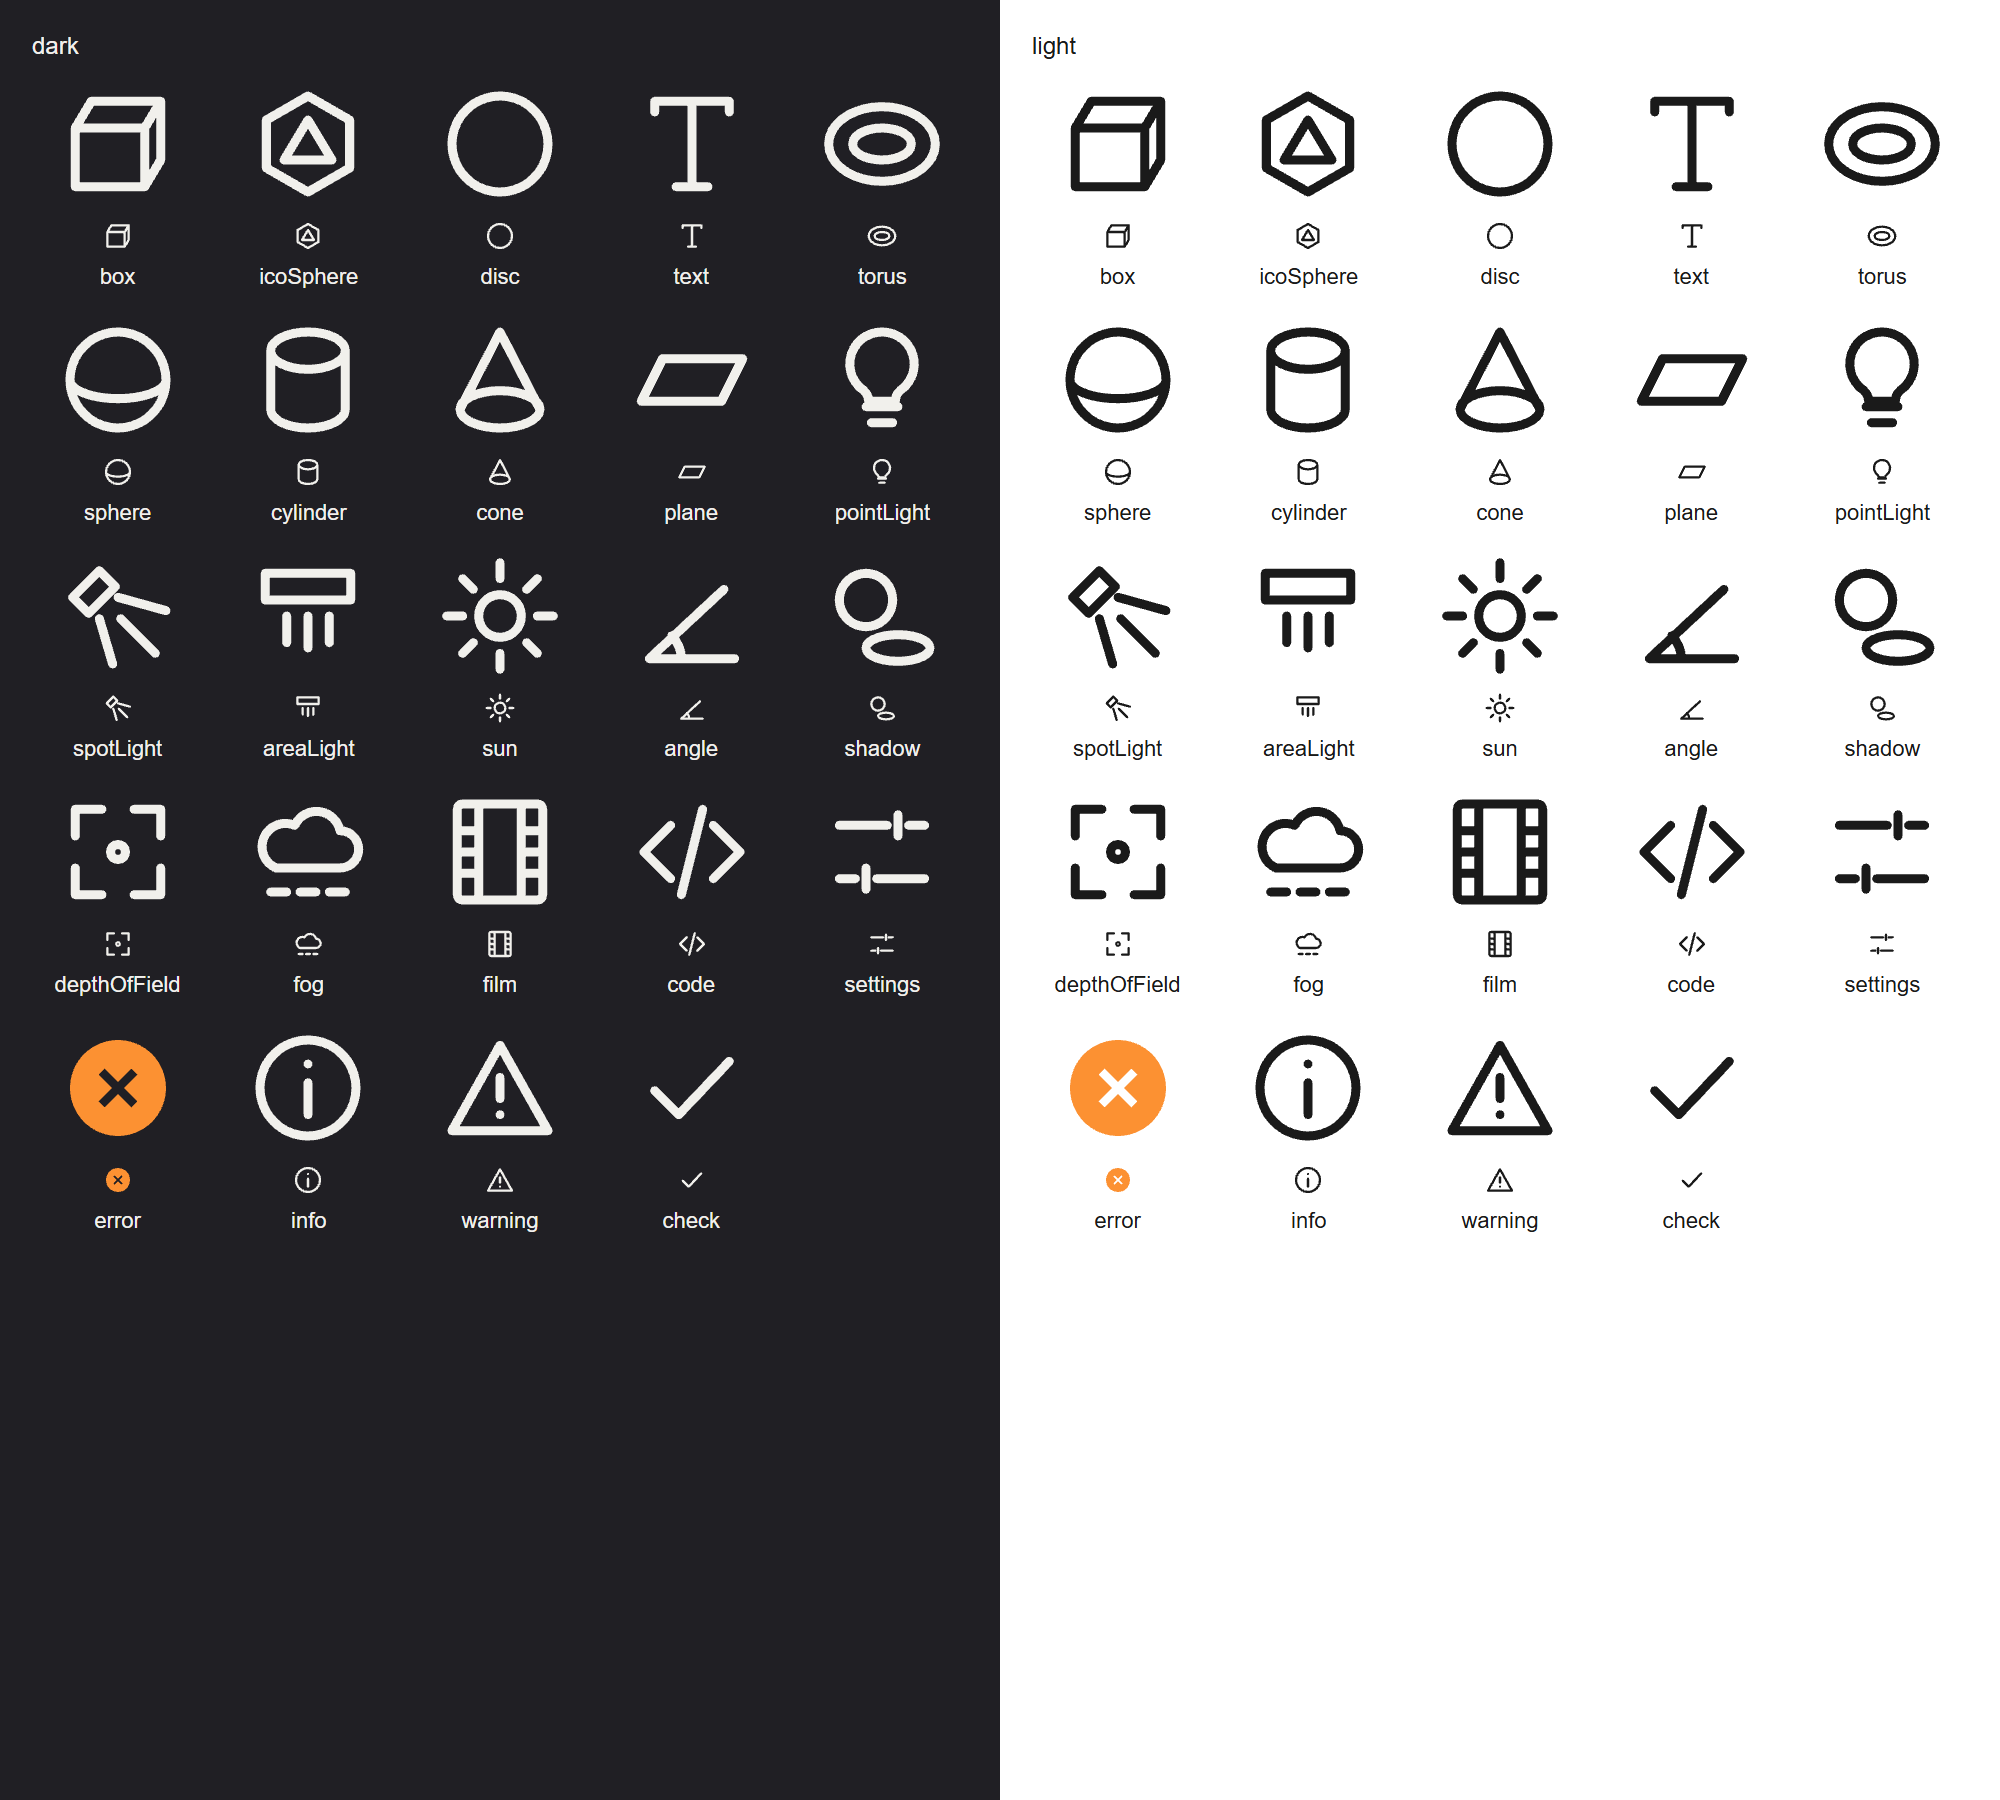 dark
box icoSphere disc text torus
sphere cylinder cone plane pointLight
spotLight areaLight sun angle shadow
depthOfField fog film code settings
error info warning check
light
box icoSphere disc text torus
sphere cylinder cone plane pointLight
spotLight areaLight sun angle shadow
depthOfField fog film code settings
error info warning check